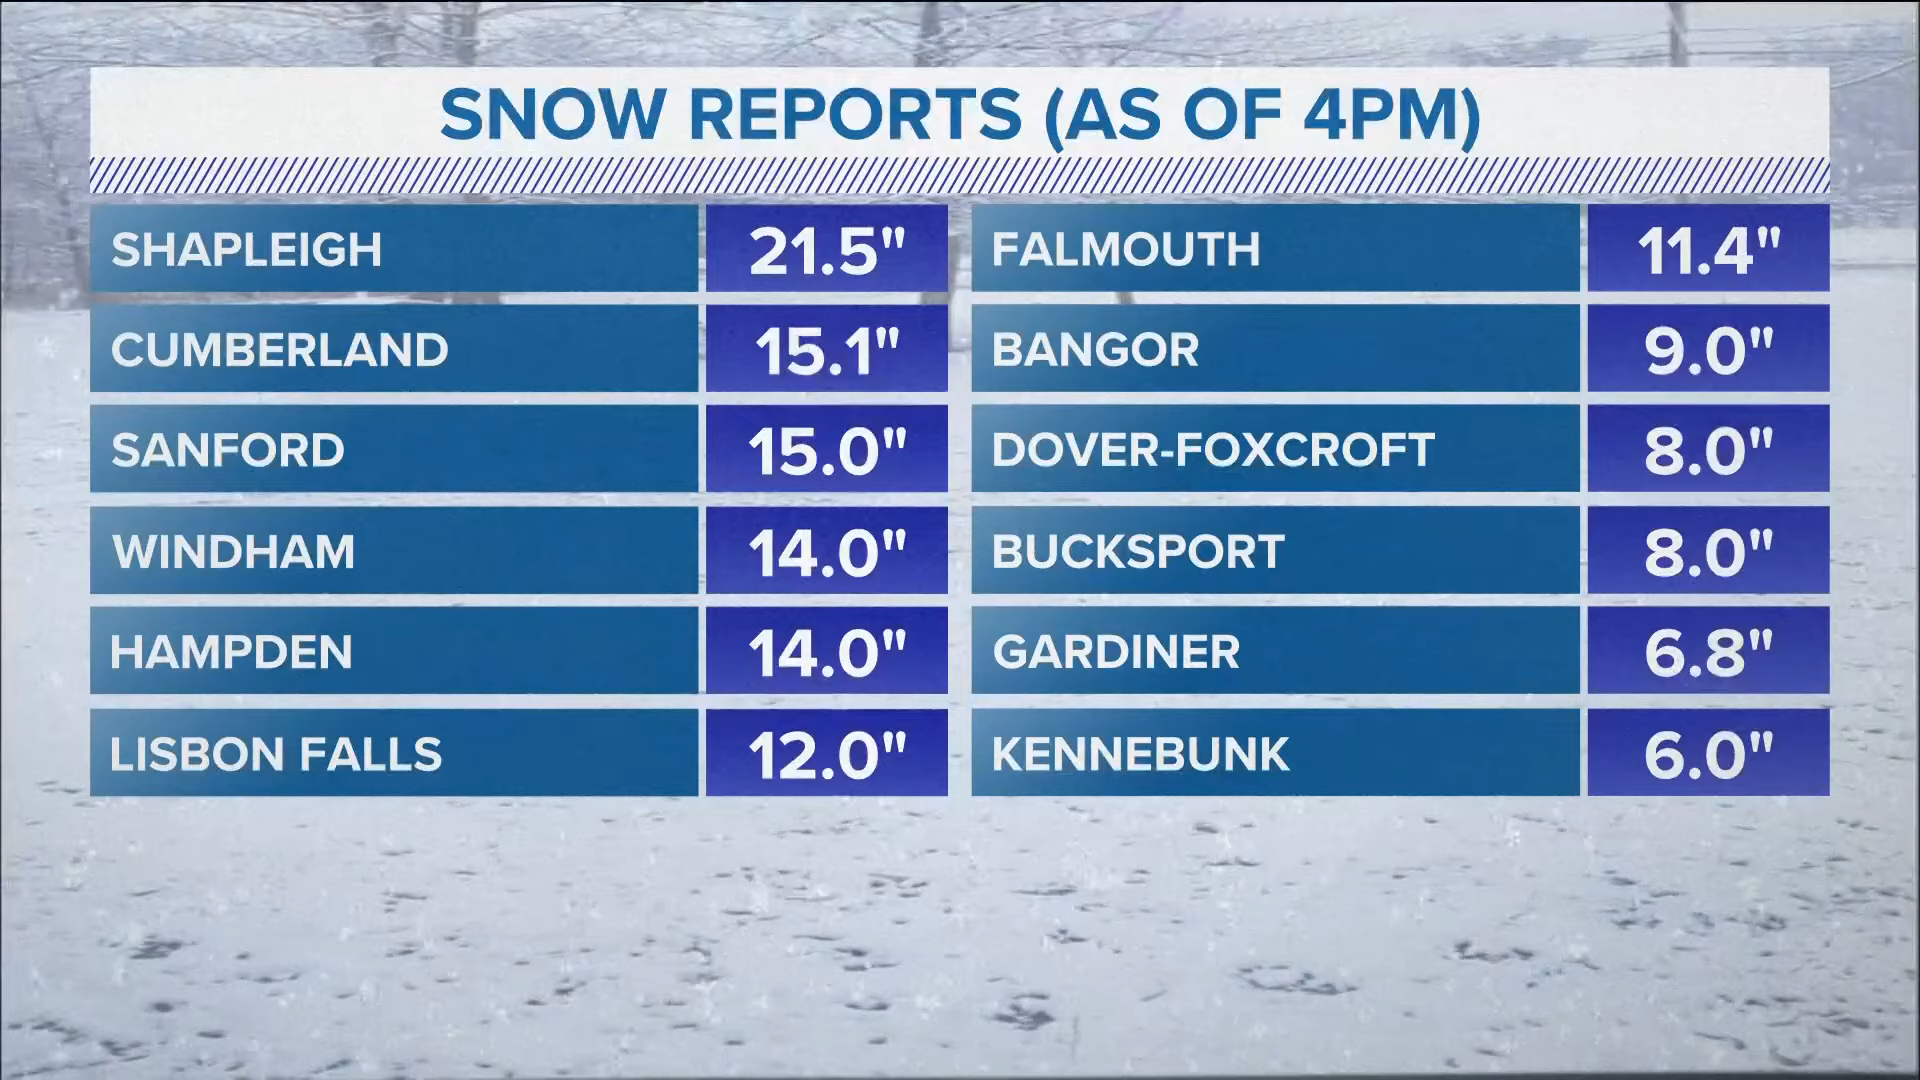 SNOW REPORTS (AS OF 4PM)
SHAPLEIGH 21.5"
CUMBERLAND 15.1"
SANFORD 15.0"
WINDHAM 14.0"
HAMPDEN 14.0"
LISBON FALLS 12.0"
FALMOUTH 11.4"
BANGOR 9.0"
DOVER-FOXCROFT 8.0"
BUCKSPORT 8.0"
GARDINER 6.8"
KENNEBUNK 6.0"